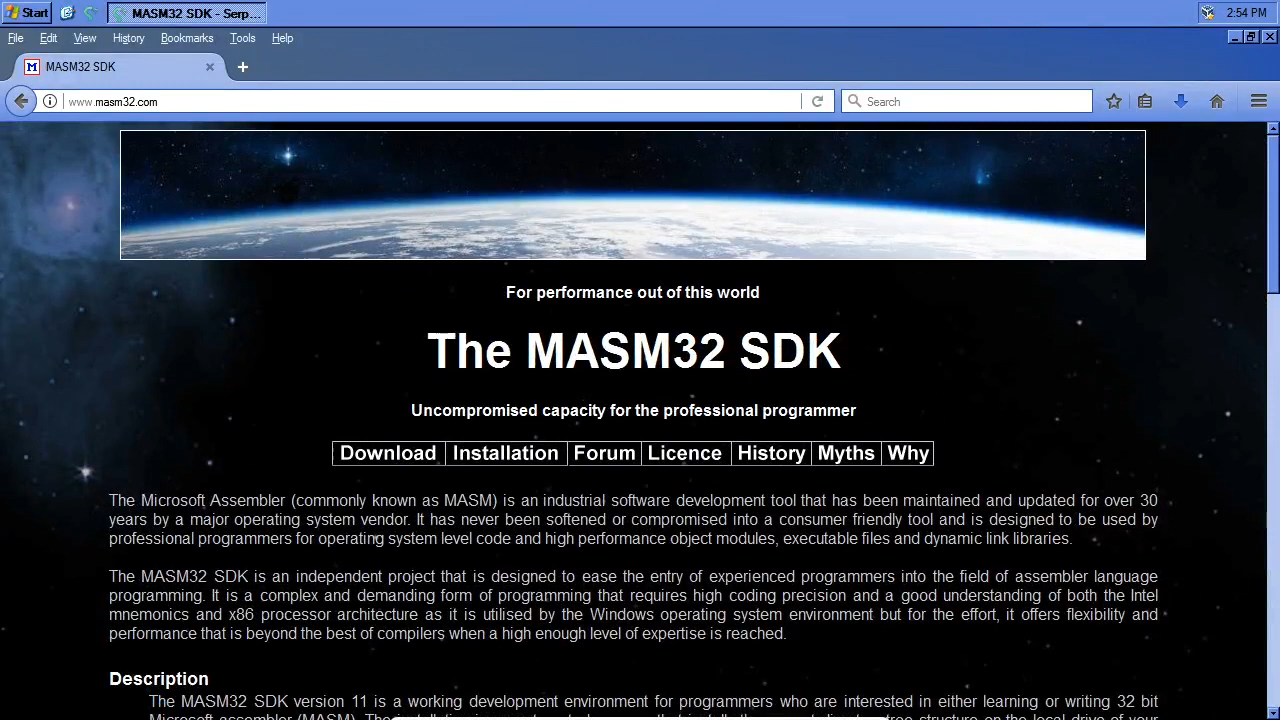 Start MASM32 SDK - Serp... 2:54 PM
File Edit View History Bookmarks Tools Help
M MASM32 SDK
www.masm32.com Search
For performance out of this world
The MASM32 SDK
Uncompromised capacity for the professional programmer
Download Installation Forum Licence History Myths Why
The Microsoft Assembler (commonly known as MASM) is an industrial software development tool that has been maintained and updated for over 30
years by a major operating system vendor. It has never been softened or compromised into a consumer friendly tool and is designed to be used by
professional programmers for operating system level code and high performance object modules, executable files and dynamic link libraries.
The MASM32 SDK is an independent project that is designed to ease the entry of experienced programmers into the field of assembler language
programming. It is a complex and demanding form of programming that requires high coding precision and a good understanding of both the Intel
mnemonics and x86 processor architecture as it is utilised by the Windows operating system environment but for the effort, it offers flexibility and
performance that is beyond the best of compilers when a high enough level of expertise is reached.
Description
The MASM32 SDK version 11 is a working development environment for programmers who are interested in either learning or writing 32 bit
Microsoft assembler (MASM). The